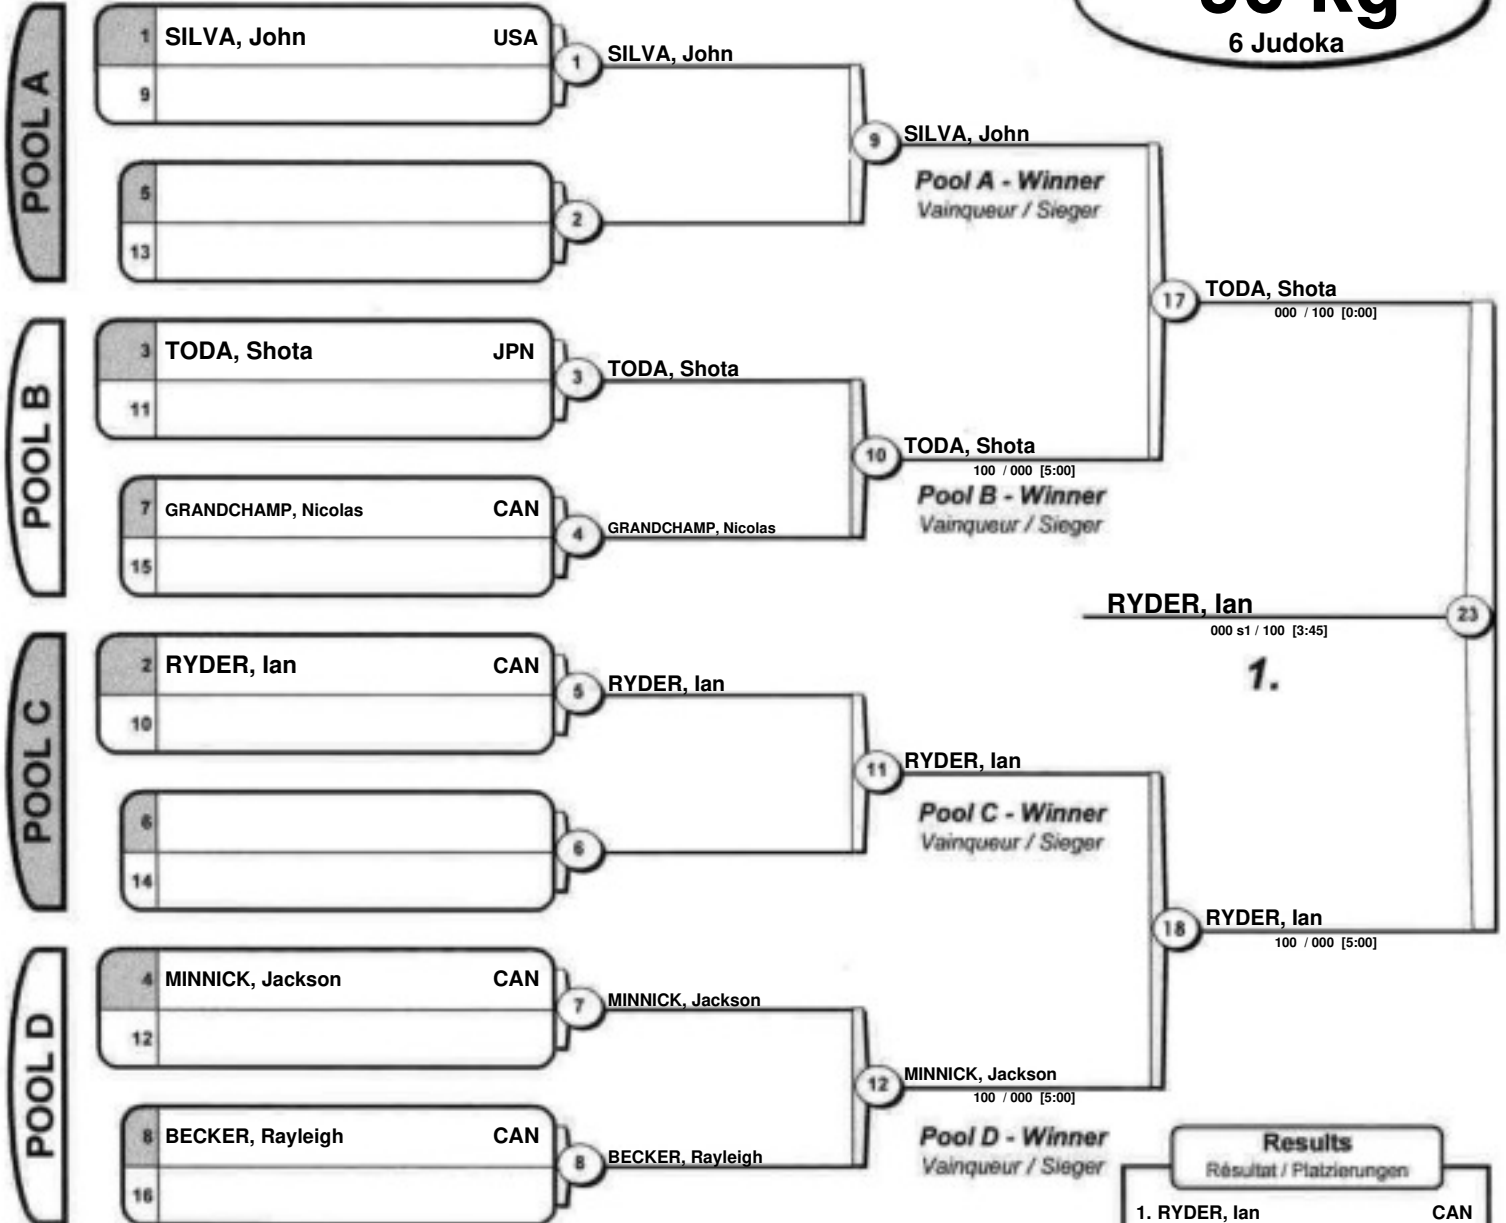 kg
6 Judoka
POOL A
1 SILVA, John USA
9
1
SILVA, John
5
13
2
9
SILVA, John
Pool A - Winner
Vainqueur / Sieger
17
TODA, Shota
000 / 100 [0:00]
POOL B
3 TODA, Shota JPN
11
3
TODA, Shota
7 GRANDCHAMP, Nicolas CAN
15
4
GRANDCHAMP, Nicolas
10
TODA, Shota
100 / 000 [5:00]
Pool B - Winner
Vainqueur / Sieger
RYDER, Ian
000 s1 / 100 [3:45]
1.
23
POOL C
2 RYDER, Ian CAN
10
5
RYDER, Ian
6
14
6
11
RYDER, Ian
Pool C - Winner
Vainqueur / Sieger
18
RYDER, Ian
100 / 000 [5:00]
POOL D
4 MINNICK, Jackson CAN
12
7
MINNICK, Jackson
8 BECKER, Rayleigh CAN
16
8
BECKER, Rayleigh
12
MINNICK, Jackson
100 / 000 [5:00]
Pool D - Winner
Vainqueur / Sieger
Results
Résultat / Platzierungen
1. RYDER, Ian CAN